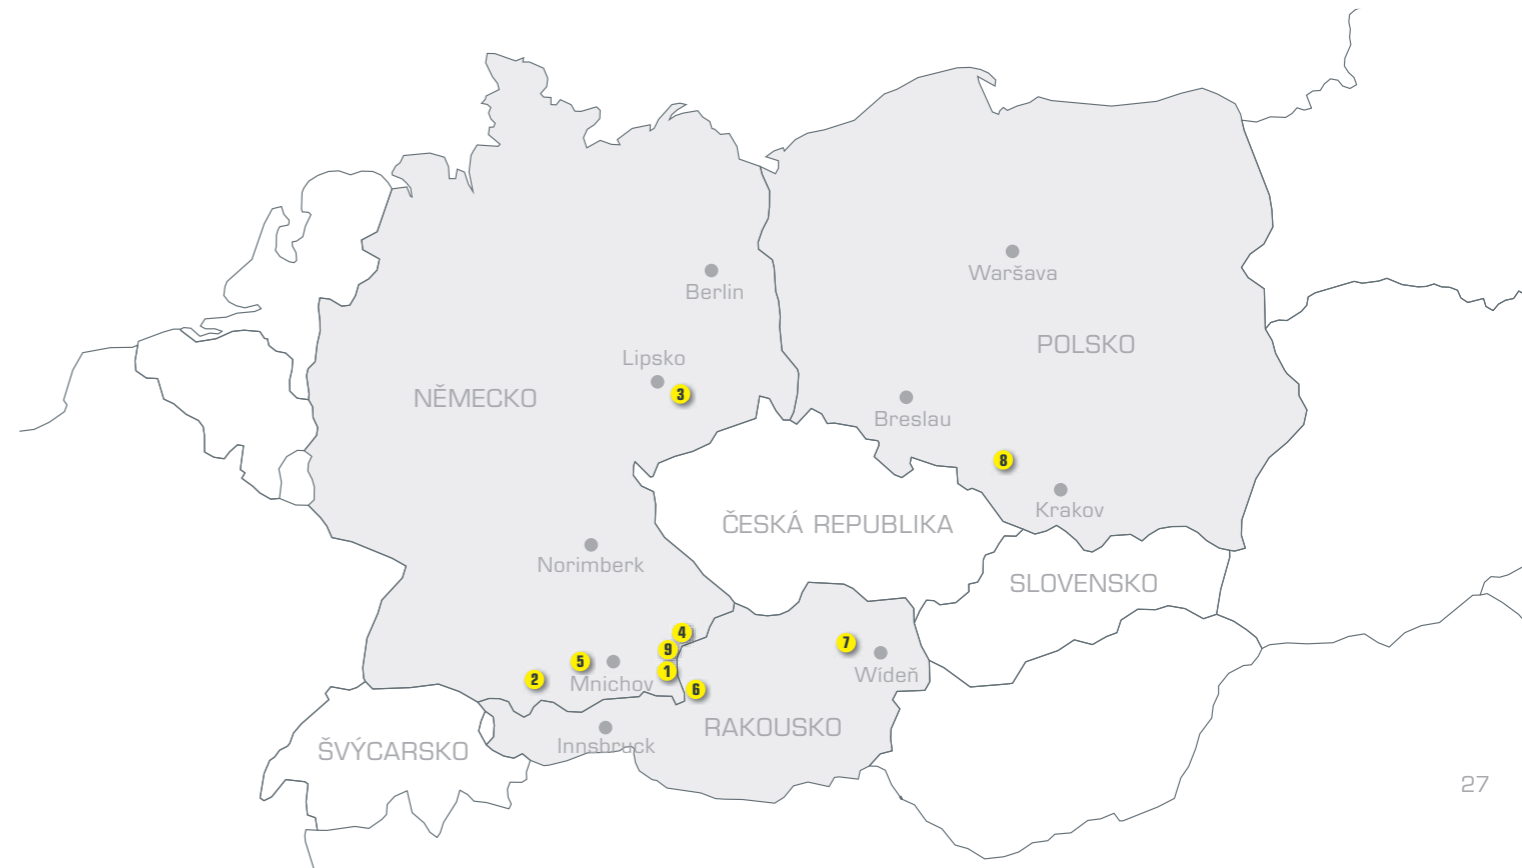 Waršava
Berlin
POLSKO
Lipsko
3
NĚMECKO
Breslau
8
Krakov
ČESKÁ REPUBLIKA
Norimberk
SLOVENSKO
4
7
9
5
Mnichov
1
Wídeň
2
6
RAKOUSKO
Innsbruck
ŠVÝCARSKO
27